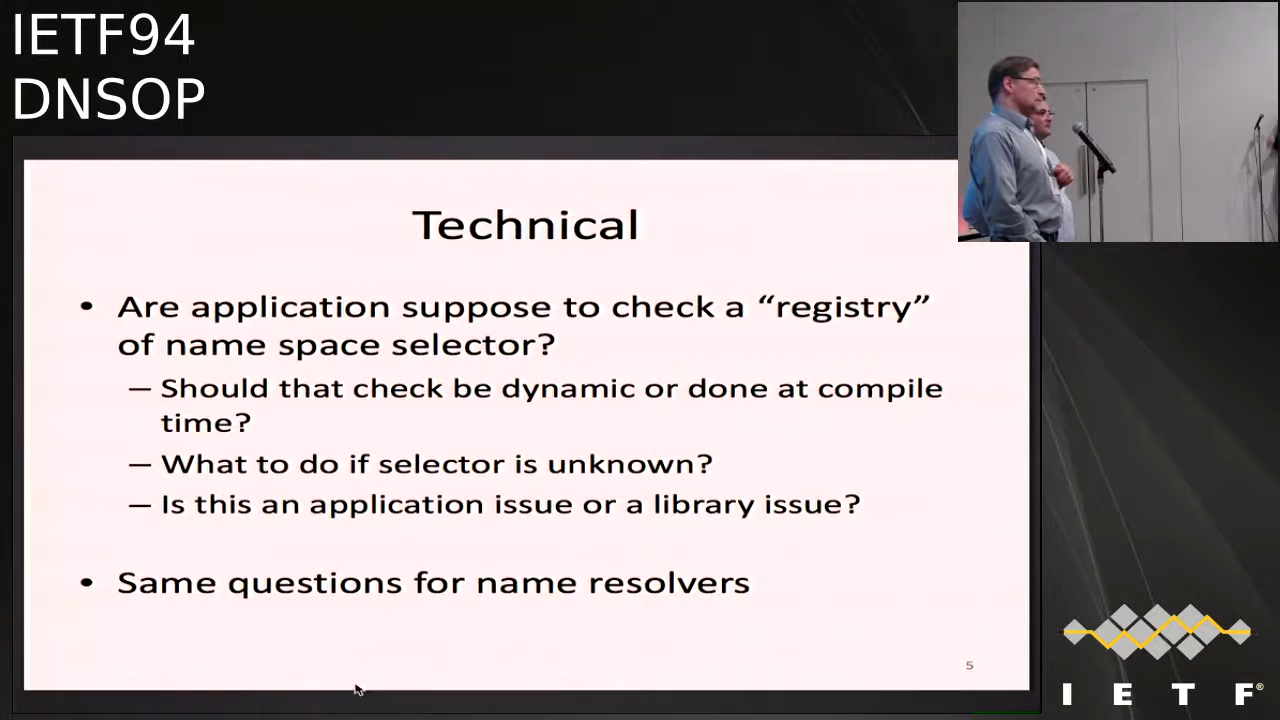 IETF94
DNSOP
Technical
• Are application suppose to check a “registry”
of name space selector?
— Should that check be dynamic or done at compile
time?
— What to do if selector is unknown?
— Is this an application issue or a library issue?
• Same questions for name resolvers
5
I E T F®